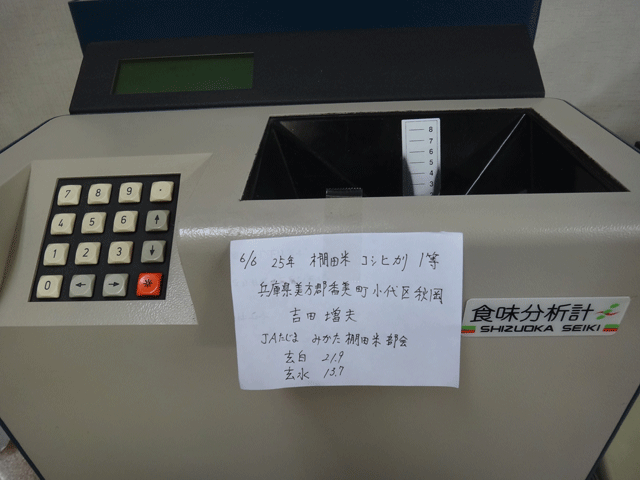 8
7
6
5
4
3
7 8 9 ·
4 5 6 ↑
1 2 3 ↓
0 ← → *
6/6 25年 棚田米 コシヒカリ 1等
兵庫県美方郡香美町小代区秋岡
吉田 増夫
JAたじま みかた棚田米部会
玄白 21.9
玄水 13.7
食味分析計
SHIZUOKA SEIKI